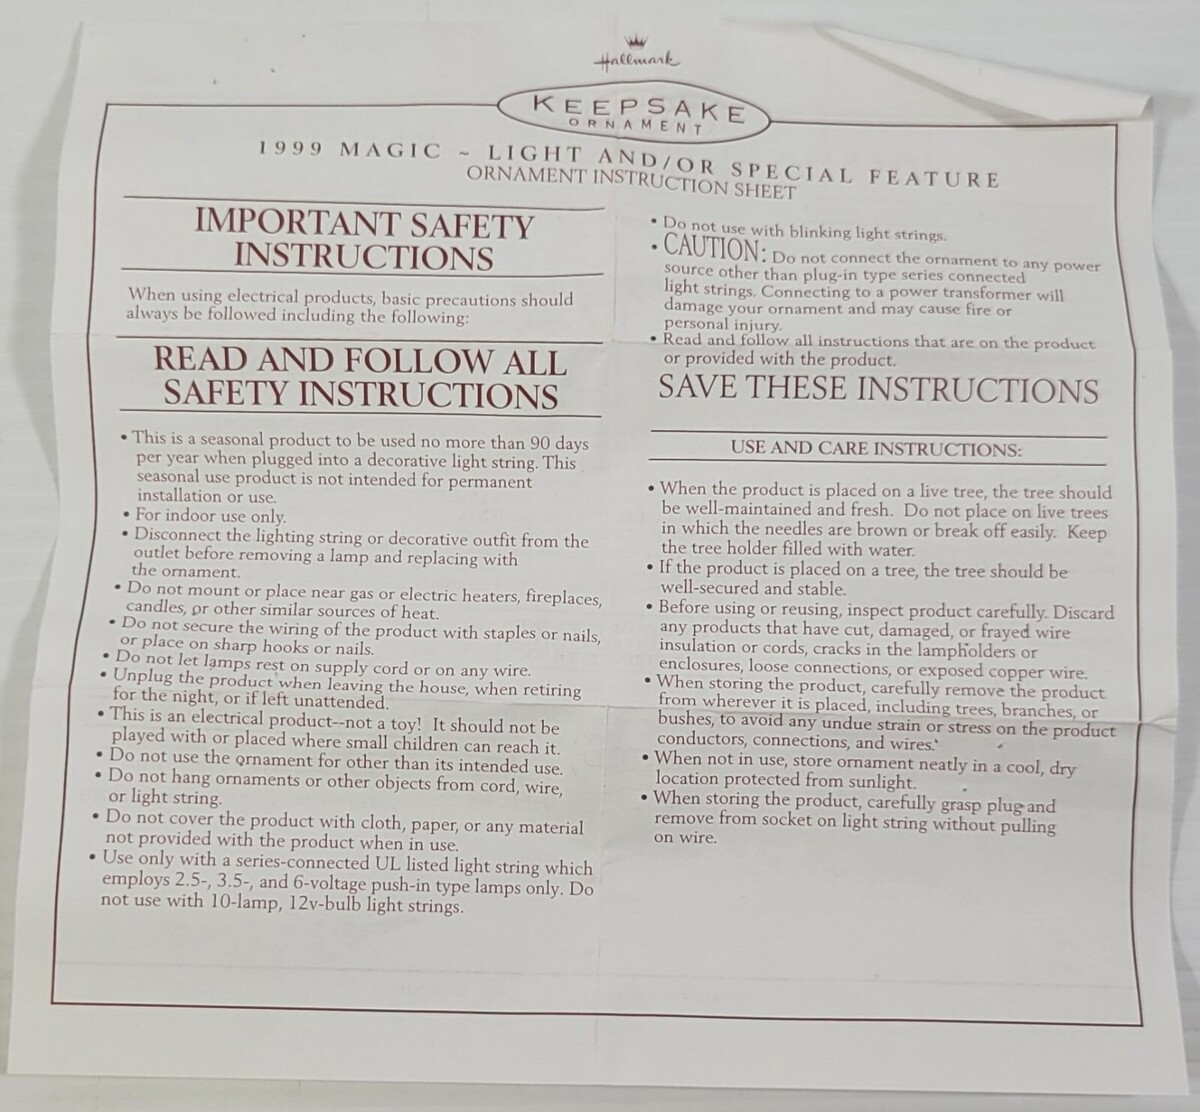 Hallmark
KEEPSAKE
ORNAMENT
1999 MAGIC ~ LIGHT AND/OR SPECIAL FEATURE
ORNAMENT INSTRUCTION SHEET
IMPORTANT SAFETY
INSTRUCTIONS
When using electrical products, basic precautions should
always be followed including the following:
READ AND FOLLOW ALL
SAFETY INSTRUCTIONS
• This is a seasonal product to be used no more than 90 days
per year when plugged into a decorative light string. This
seasonal use product is not intended for permanent
installation or use.
• For indoor use only.
• Disconnect the lighting string or decorative outfit from the
outlet before removing a lamp and replacing with
the ornament.
• Do not mount or place near gas or electric heaters, fireplaces,
candles, or other similar sources of heat.
• Do not secure the wiring of the product with staples or nails,
or place on sharp hooks or nails.
• Do not let lamps rest on supply cord or on any wire.
• Unplug the product when leaving the house, when retiring
for the night, or if left unattended.
• This is an electrical product--not a toy! It should not be
played with or placed where small children can reach it.
• Do not use the ornament for other than its intended use.
• Do not hang ornaments or other objects from cord, wire,
or light string.
• Do not cover the product with cloth, paper, or any material
not provided with the product when in use.
• Use only with a series-connected UL listed light string which
employs 2.5-, 3.5-, and 6-voltage push-in type lamps only. Do
not use with 10-lamp, 12v-bulb light strings.
• Do not use with blinking light strings.
• CAUTION: Do not connect the ornament to any power
source other than plug-in type series connected
light strings. Connecting to a power transformer will
damage your ornament and may cause fire or
personal injury.
• Read and follow all instructions that are on the product
or provided with the product.
SAVE THESE INSTRUCTIONS
USE AND CARE INSTRUCTIONS:
• When the product is placed on a live tree, the tree should
be well-maintained and fresh. Do not place on live trees
in which the needles are brown or break off easily. Keep
the tree holder filled with water.
• If the product is placed on a tree, the tree should be
well-secured and stable.
• Before using or reusing, inspect product carefully. Discard
any products that have cut, damaged, or frayed wire
insulation or cords, cracks in the lampholders or
enclosures, loose connections, or exposed copper wire.
• When storing the product, carefully remove the product
from wherever it is placed, including trees, branches, or
bushes, to avoid any undue strain or stress on the product
conductors, connections, and wires.
• When not in use, store ornament neatly in a cool, dry
location protected from sunlight.
• When storing the product, carefully grasp plug and
remove from socket on light string without pulling
on wire.